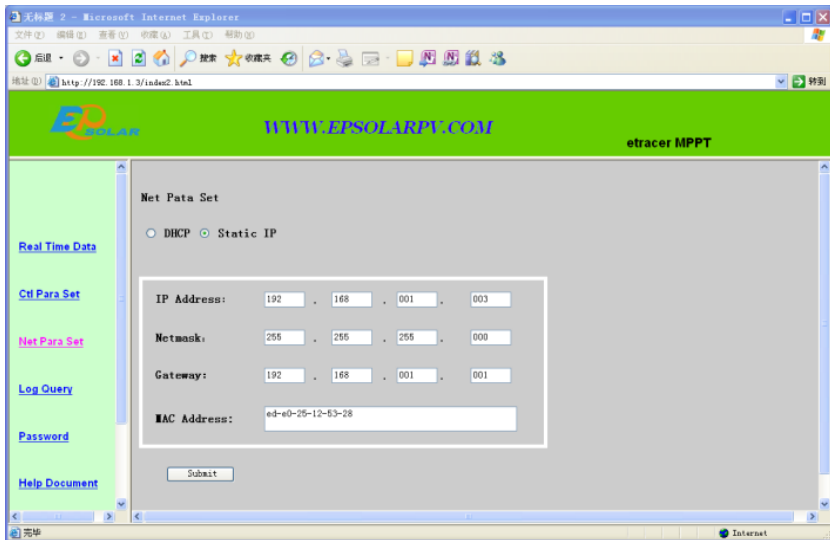 无标题 2 - Microsoft Internet Explorer
文件(F) 编辑(E) 查看(V) 收藏(A) 工具(T) 帮助(H)
后退 搜索 收藏夹
地址(D) http://192.168.1.3/index2.html 转到
EP SOLAR
WWW.EPSOLARPV.COM
etracer MPPT
Real Time Data
Ctl Para Set
Net Para Set
Log Query
Password
Help Document
Net Pata Set
DHCP Static IP
IP Address: 192 . 168 . 001 . 003
Netmask: 255 . 255 . 255 . 000
Gateway: 192 . 168 . 001 . 001
MAC Address: ed-e0-25-12-53-28
Submit
完毕 Internet